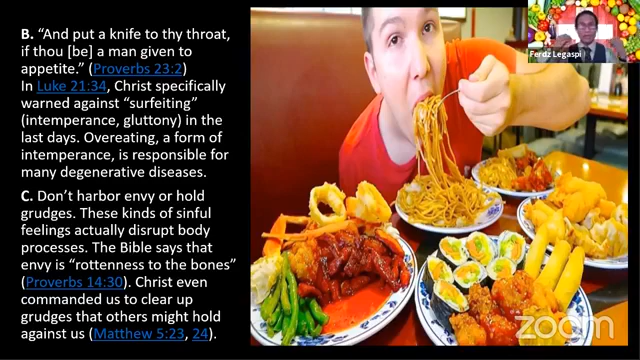 B. “And put a knife to thy throat,
if thou [be] a man given to
appetite.” (Proverbs 23:2)
In Luke 21:34, Christ specifically
warned against “surfeiting”
(intemperance, gluttony) in the
last days. Overeating, a form of
intemperance, is responsible for
many degenerative diseases.
C. Don’t harbor envy or hold
grudges. These kinds of sinful
feelings actually disrupt body
processes. The Bible says that
envy is “rottenness to the bones”
(Proverbs 14:30). Christ even
commanded us to clear up
grudges that others might hold
against us (Matthew 5:23, 24).
Ferdz Legaspi
zoom